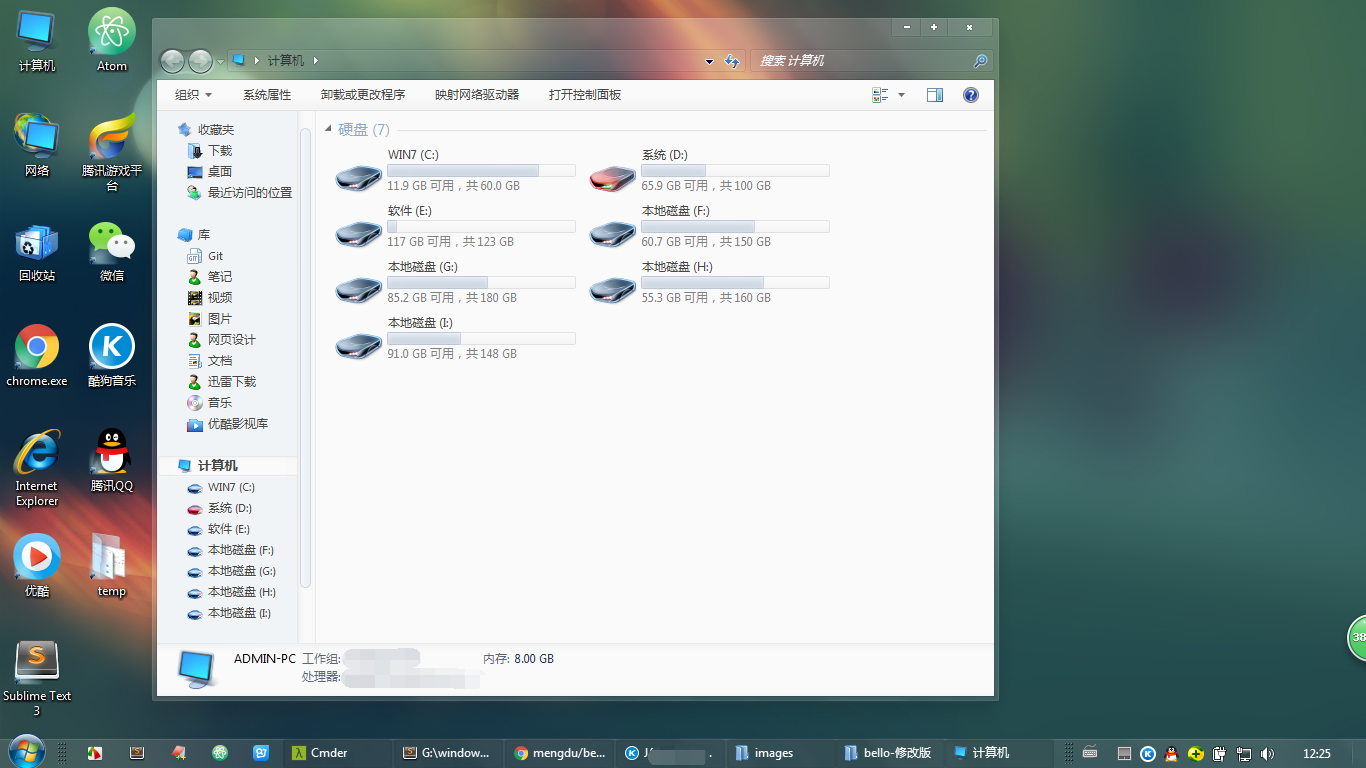 计算机
Atom
网络
腾讯游戏平
台
回收站
微信
chrome.exe
酷狗音乐
Internet
Explorer
腾讯QQ
优酷
temp
Sublime Text
3
计算机
搜索 计算机
组织 系统属性 卸载或更改程序 映射网络驱动器 打开控制面板
收藏夹
下载
桌面
最近访问的位置
库
Git
笔记
视频
图片
网页设计
文档
迅雷下载
音乐
优酷影视库
计算机
WIN7 (C:)
系统 (D:)
软件 (E:)
本地磁盘 (F:)
本地磁盘 (G:)
本地磁盘 (H:)
本地磁盘 (I:)
硬盘 (7)
WIN7 (C:)
11.9 GB 可用，共 60.0 GB
系统 (D:)
65.9 GB 可用，共 100 GB
软件 (E:)
117 GB 可用，共 123 GB
本地磁盘 (F:)
60.7 GB 可用，共 150 GB
本地磁盘 (G:)
85.2 GB 可用，共 180 GB
本地磁盘 (H:)
55.3 GB 可用，共 160 GB
本地磁盘 (I:)
91.0 GB 可用，共 148 GB
ADMIN-PC 工作组: 内存: 8.00 GB
处理器:
38
Cmder G:\window... mengdu/be... images bello-修改版 计算机 12:25